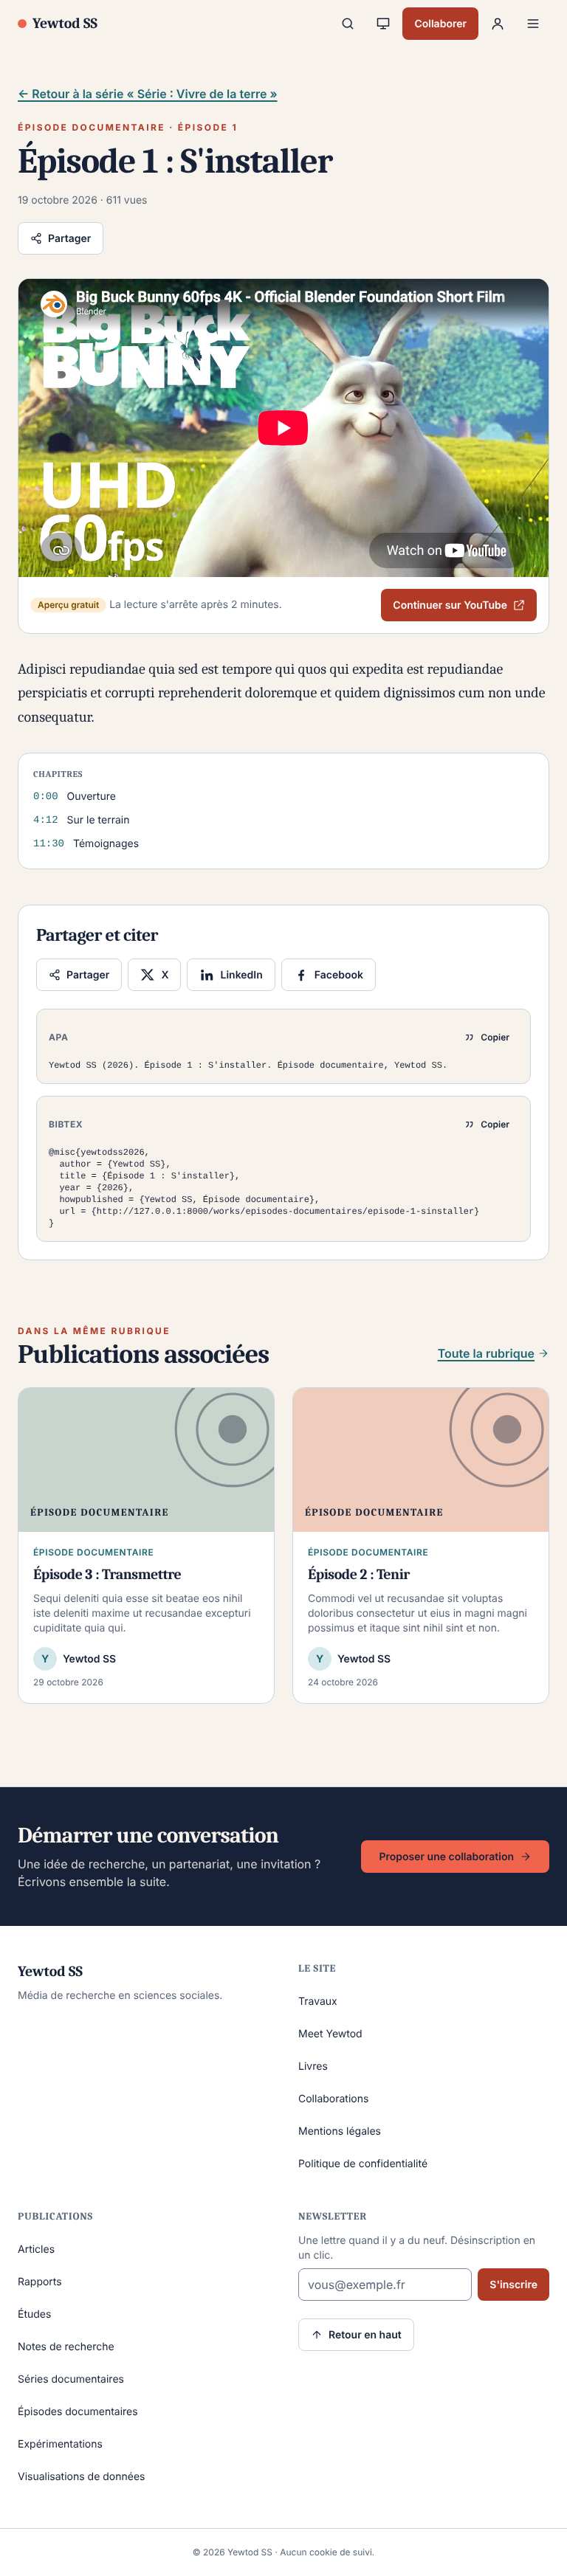 Yewtod SS
Collaborer
← Retour à la série « Série : Vivre de la terre »
ÉPISODE DOCUMENTAIRE · ÉPISODE 1
Épisode 1 : S'installer
19 octobre 2026 · 611 vues
Partager
Big Buck Bunny 60fps 4K - Official Blender Foundation Short Film
Blender
BIG BUCK
BUNNY
UHD
60fps
Watch on YouTube
Aperçu gratuit La lecture s'arrête après 2 minutes.
Continuer sur YouTube
Adipisci repudiandae quia sed est tempore qui quos qui expedita est repudiandae
perspiciatis et corrupti reprehenderit doloremque et quidem dignissimos cum non unde
consequatur.
CHAPITRES
0:00 Ouverture
4:12 Sur le terrain
11:30 Témoignages
Partager et citer
Partager
X
LinkedIn
Facebook
APA
Copier
Yewtod SS (2026). Épisode 1 : S'installer. Épisode documentaire, Yewtod SS.
BIBTEX
Copier
@misc{yewtodss2026,
  author = {Yewtod SS},
  title = {Épisode 1 : S'installer},
  year = {2026},
  howpublished = {Yewtod SS, Épisode documentaire},
  url = {http://127.0.0.1:8000/works/episodes-documentaires/episode-1-sinstaller}
}
DANS LA MÊME RUBRIQUE
Publications associées
Toute la rubrique →
ÉPISODE DOCUMENTAIRE
ÉPISODE DOCUMENTAIRE
Épisode 3 : Transmettre
Sequi deleniti quia esse sit beatae eos nihil
iste deleniti maxime ut recusandae excepturi
cupiditate quia qui.
Y
Yewtod SS
29 octobre 2026
ÉPISODE DOCUMENTAIRE
ÉPISODE DOCUMENTAIRE
Épisode 2 : Tenir
Commodi vel ut recusandae sit voluptas
doloribus consectetur ut eius in magni magni
possimus et itaque sint nihil sint et non.
Y
Yewtod SS
24 octobre 2026
Démarrer une conversation
Une idée de recherche, un partenariat, une invitation ?
Écrivons ensemble la suite.
Proposer une collaboration →
Yewtod SS
Média de recherche en sciences sociales.
LE SITE
Travaux
Meet Yewtod
Livres
Collaborations
Mentions légales
Politique de confidentialité
PUBLICATIONS
Articles
Rapports
Études
Notes de recherche
Séries documentaires
Épisodes documentaires
Expérimentations
Visualisations de données
NEWSLETTER
Une lettre quand il y a du neuf. Désinscription en
un clic.
vous@exemple.fr
S'inscrire
↑ Retour en haut
© 2026 Yewtod SS · Aucun cookie de suivi.